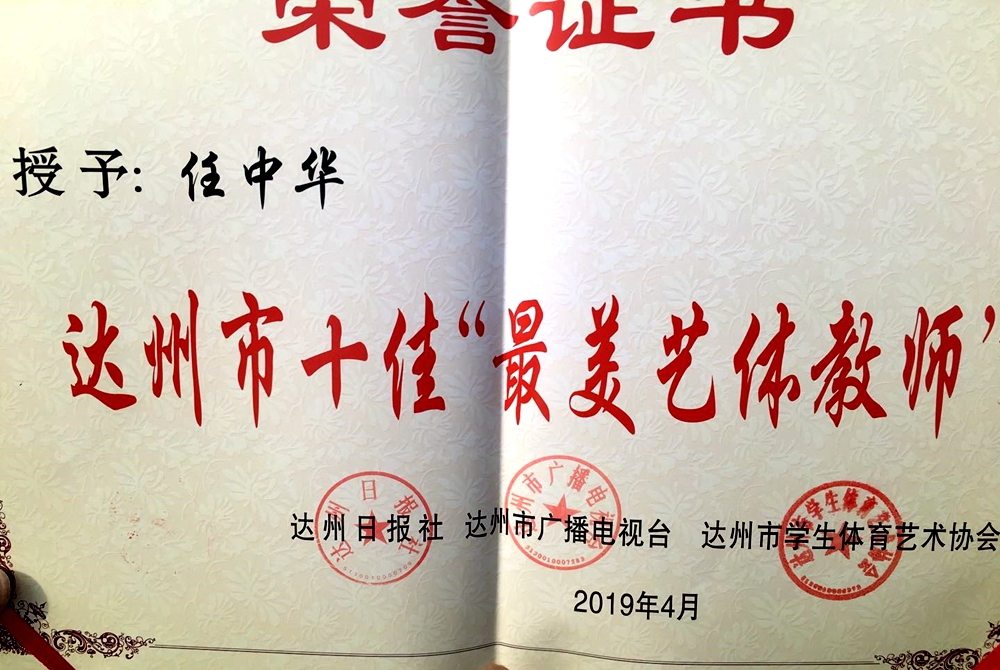 荣誉证书
授予：任中华
达州市十佳“最美艺体教师”
达州日报社 达州市广播电视台 达州市学生体育艺术协会
2019年4月